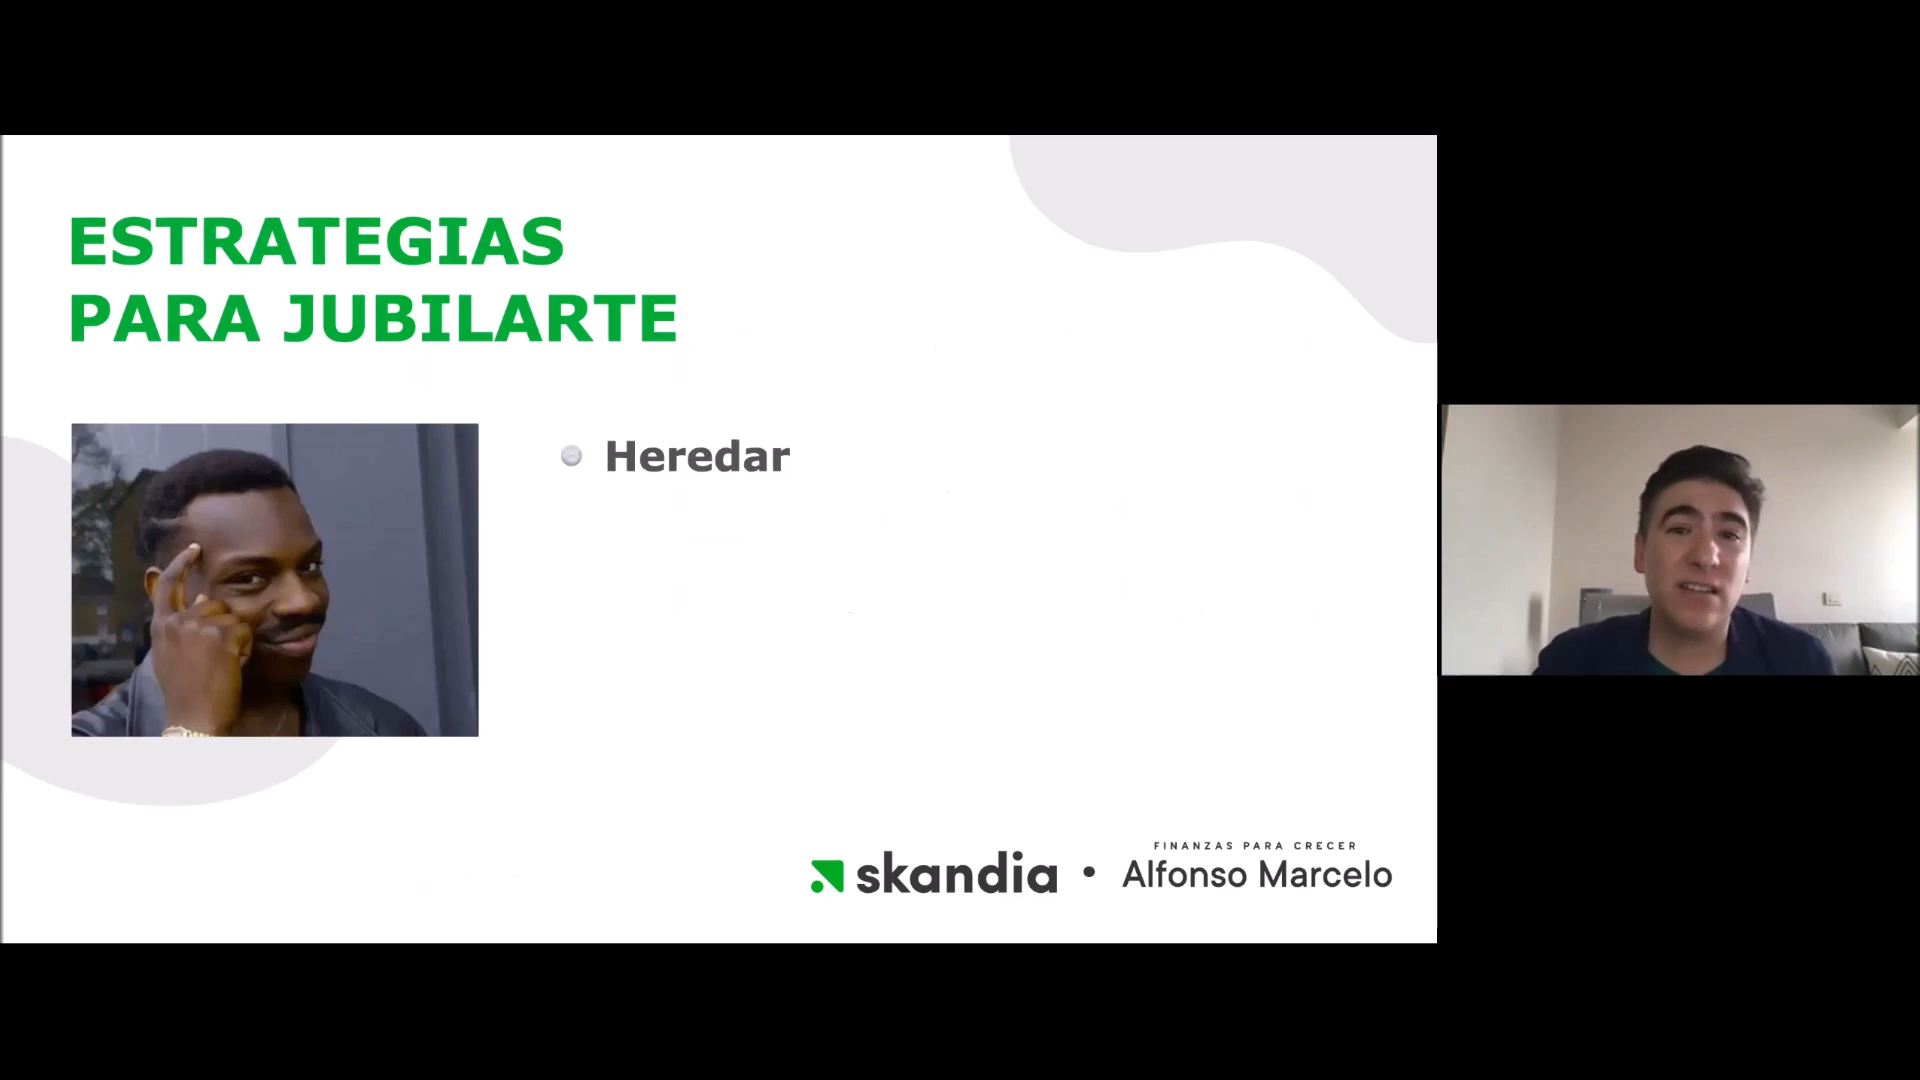 ESTRATEGIAS
PARA JUBILARTE
Heredar
skandia • Alfonso Marcelo
FINANZAS PARA CRECER